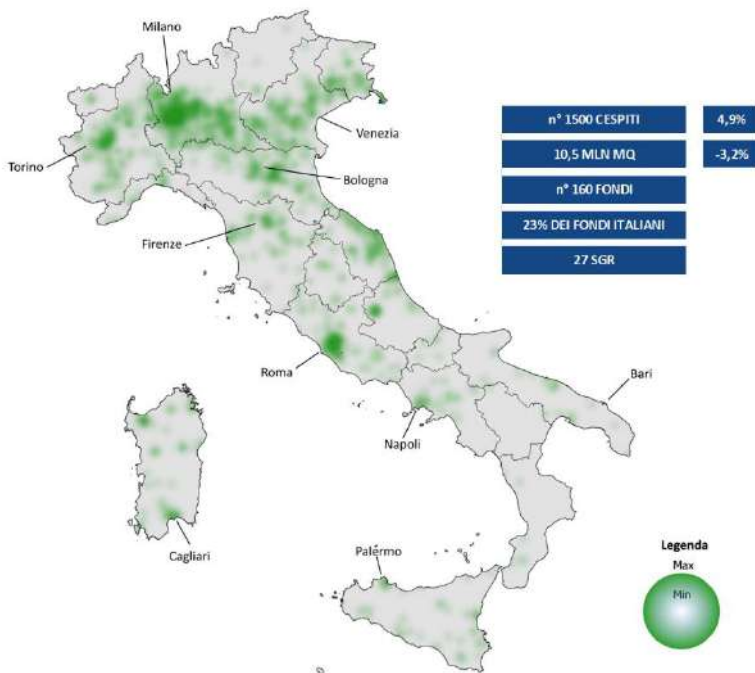 Milano
Venezia
Torino
Bologna
Firenze
Roma
Bari
Napoli
Cagliari
Palermo
n° 1500 CESPITI 4,9%
10,5 MLN MQ -3,2%
n° 160 FONDI
23% DEI FONDI ITALIANI
27 SGR
Legenda
Max
Min